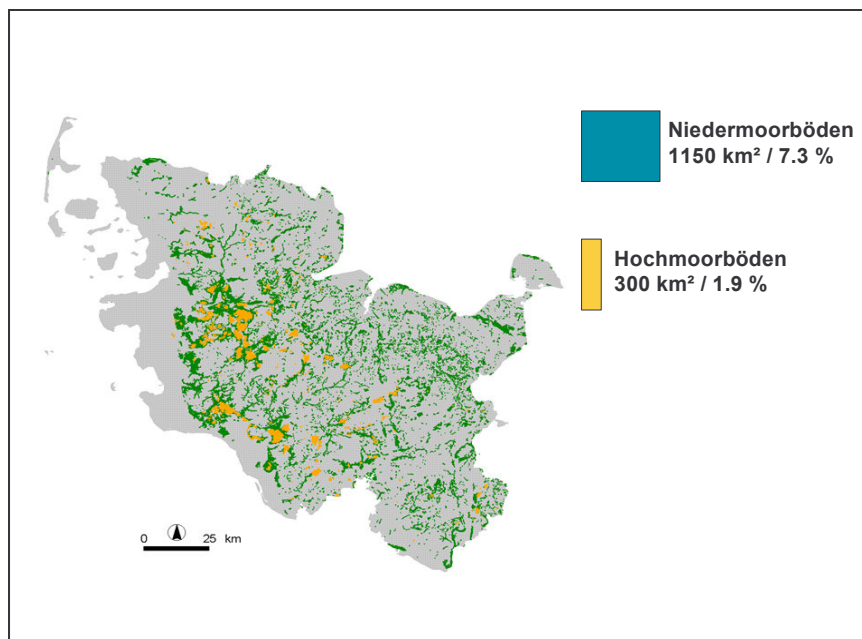 Niedermoorböden
1150 km² / 7.3 %
Hochmoorböden
300 km² / 1.9 %
0 25 km